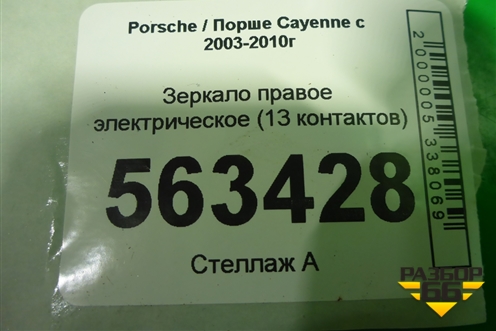 Porsche / Порше Cayenne с
2003-2010г
Зеркало правое
электрическое (13 контактов)
563428
Стеллаж А
2000005338069
РАЗБОР
66